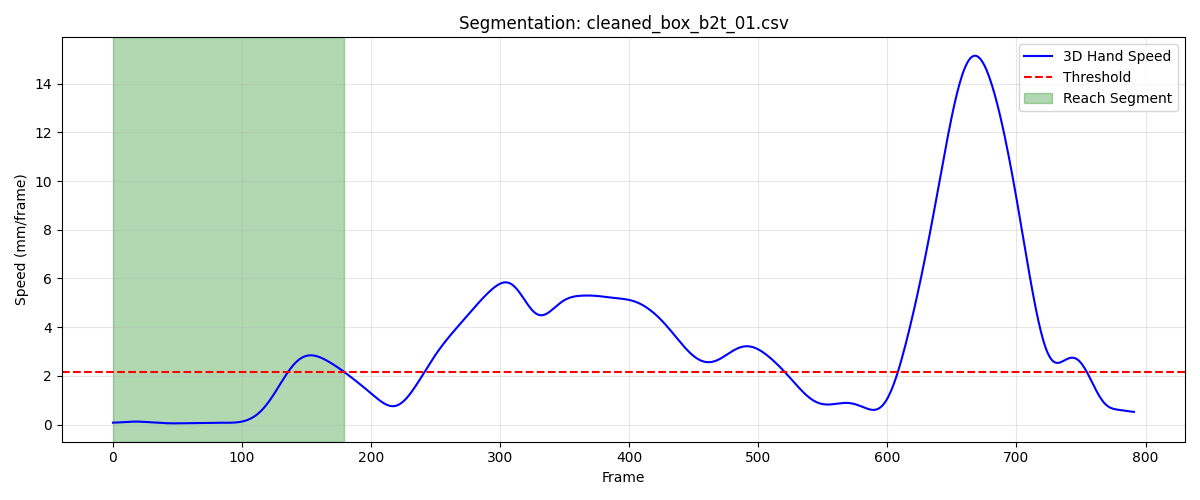 Segmentation: cleaned_box_b2t_01.csv
3D Hand Speed
Threshold
Reach Segment
Speed (mm/frame)
14
12
10
8
6
4
2
0
0 100 200 300 400 500 600 700 800
Frame